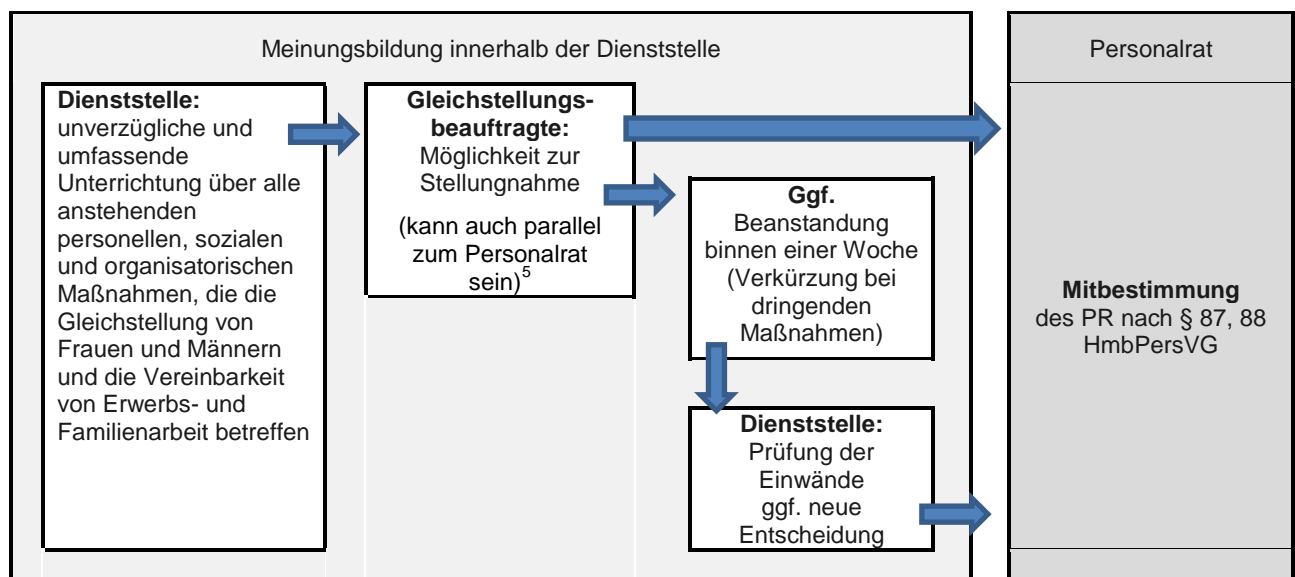 Meinungsbildung innerhalb der Dienststelle
Dienststelle:
unverzügliche und
umfassende
Unterrichtung über alle
anstehenden
personellen, sozialen
und organisatorischen
Maßnahmen, die die
Gleichstellung von
Frauen und Männern
und die Vereinbarkeit
von Erwerbs- und
Familienarbeit betreffen
Gleichstellungs-
beauftragte:
Möglichkeit zur
Stellungnahme
(kann auch parallel
zum Personalrat
sein)⁵
Ggf.
Beanstandung
binnen einer Woche
(Verkürzung bei
dringenden
Maßnahmen)
Dienststelle:
Prüfung der
Einwände
ggf. neue
Entscheidung
Personalrat
Mitbestimmung
des PR nach § 87, 88
HmbPersVG